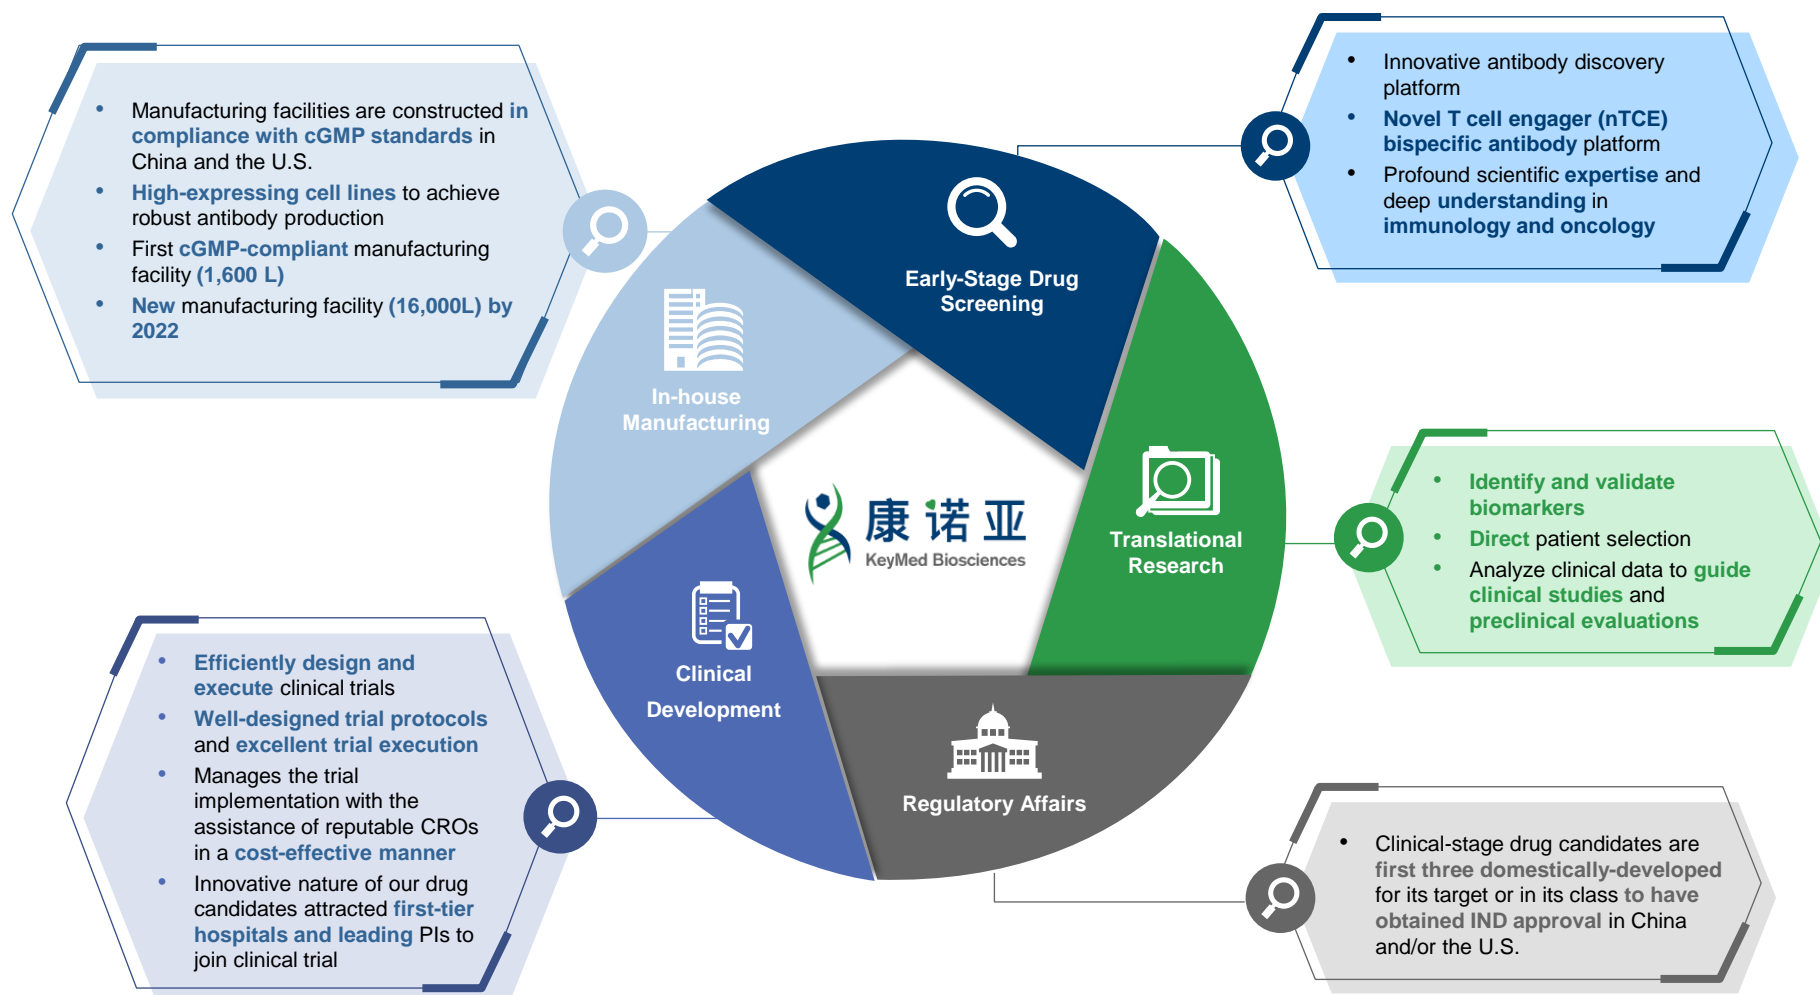 • Manufacturing facilities are constructed in
compliance with cGMP standards in
China and the U.S.
• High-expressing cell lines to achieve
robust antibody production
• First cGMP-compliant manufacturing
facility (1,600 L)
• New manufacturing facility (16,000L) by
2022
• Innovative antibody discovery
platform
• Novel T cell engager (nTCE)
bispecific antibody platform
• Profound scientific expertise and
deep understanding in
immunology and oncology
Early-Stage Drug
Screening
In-house
Manufacturing
康诺亚
KeyMed Biosciences
Translational
Research
• Identify and validate
biomarkers
• Direct patient selection
• Analyze clinical data to guide
clinical studies and
preclinical evaluations
Clinical
Development
Regulatory Affairs
• Efficiently design and
execute clinical trials
• Well-designed trial protocols
and excellent trial execution
• Manages the trial
implementation with the
assistance of reputable CROs
in a cost-effective manner
• Innovative nature of our drug
candidates attracted first-tier
hospitals and leading PIs to
join clinical trial
• Clinical-stage drug candidates are
first three domestically-developed
for its target or in its class to have
obtained IND approval in China
and/or the U.S.